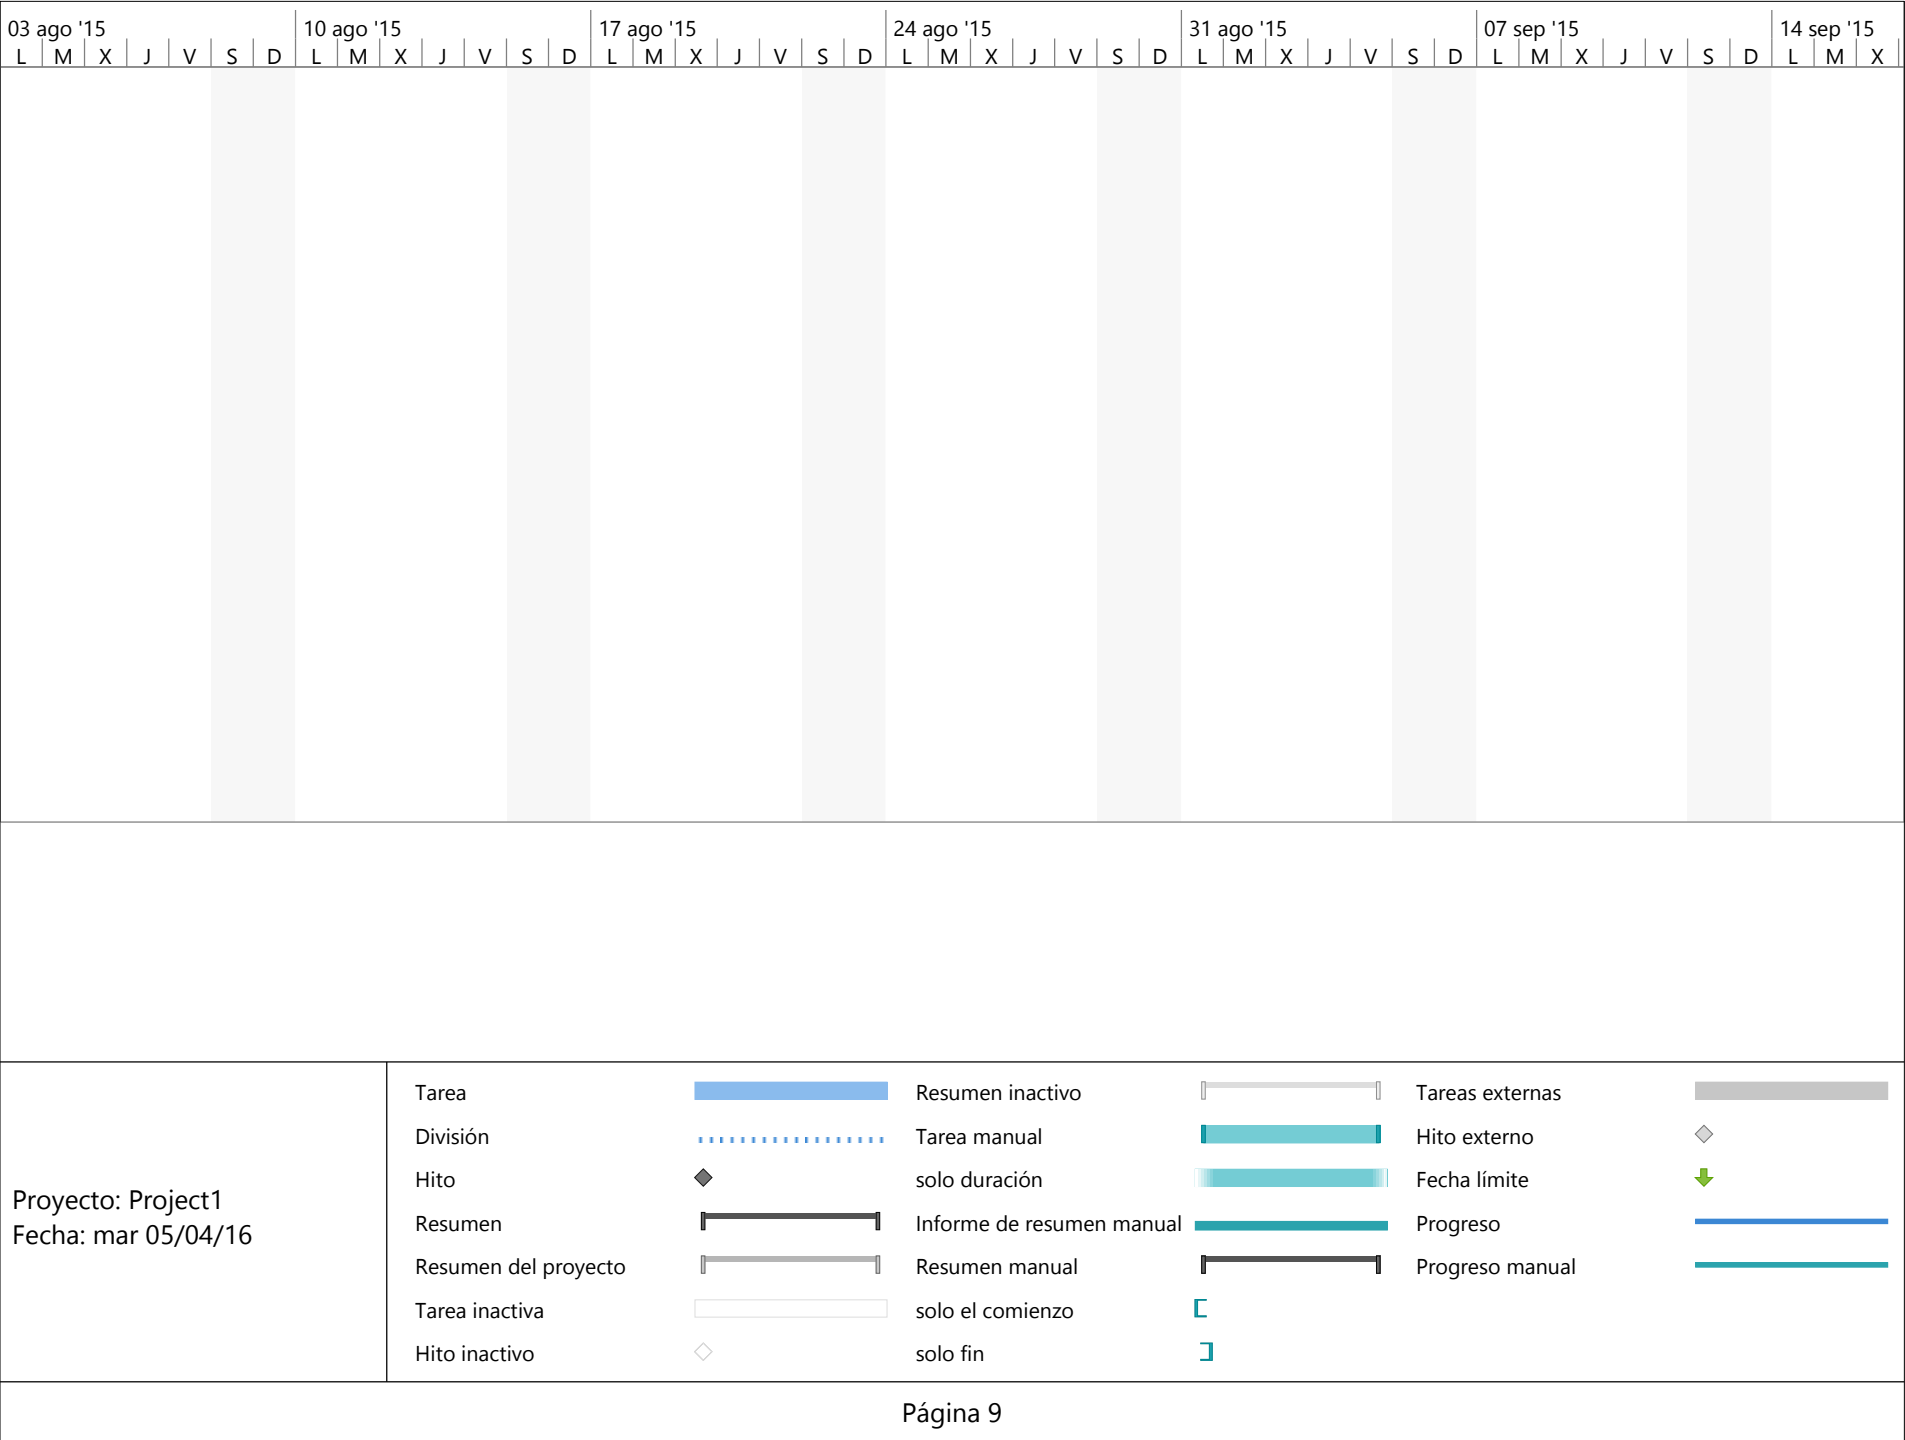 03 ago '15 10 ago '15 17 ago '15 24 ago '15 31 ago '15 07 sep '15 14 sep '15
L M X J V S D L M X J V S D L M X J V S D L M X J V S D L M X J V S D L M X J V S D L M X
Proyecto: Project1
Fecha: mar 05/04/16
Tarea
División
Hito
Resumen
Resumen del proyecto
Tarea inactiva
Hito inactivo
Resumen inactivo
Tarea manual
solo duración
Informe de resumen manual
Resumen manual
solo el comienzo
solo fin
Tareas externas
Hito externo
Fecha límite
Progreso
Progreso manual
Página 9